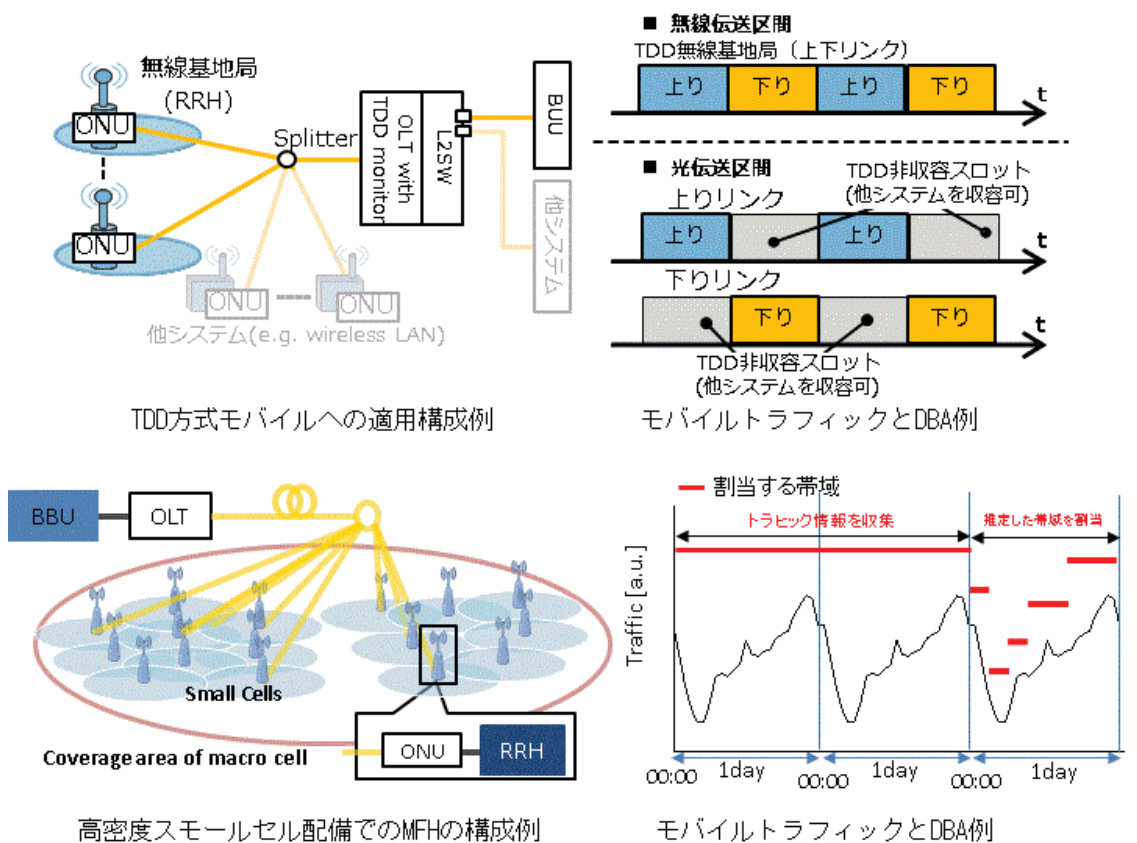 無線基地局
(RRH)
ONU
Splitter
ONU
OLT with
TDD monitor
L2SW
BUU
他システム
ONU
ONU
他システム(e.g. wireless LAN)
TDD方式モバイルへの適用構成例
■ 無線伝送区間
TDD無線基地局（上下リンク）
上り
下り
上り
下り
t
■ 光伝送区間
上りリンク
TDD非収容スロット
(他システムを収容可)
上り
上り
t
下りリンク
下り
下り
t
TDD非収容スロット
(他システムを収容可)
モバイルトラフィックとDBA例
BBU
OLT
Small Cells
Coverage area of macro cell
ONU
RRH
高密度スモールセル配備でのMFHの構成例
割当する帯域
トラヒック情報を収集
推定した帯域を割当
Traffic [a.u.]
00:00
1day
00:00
1day
00:00
1day
モバイルトラフィックとDBA例